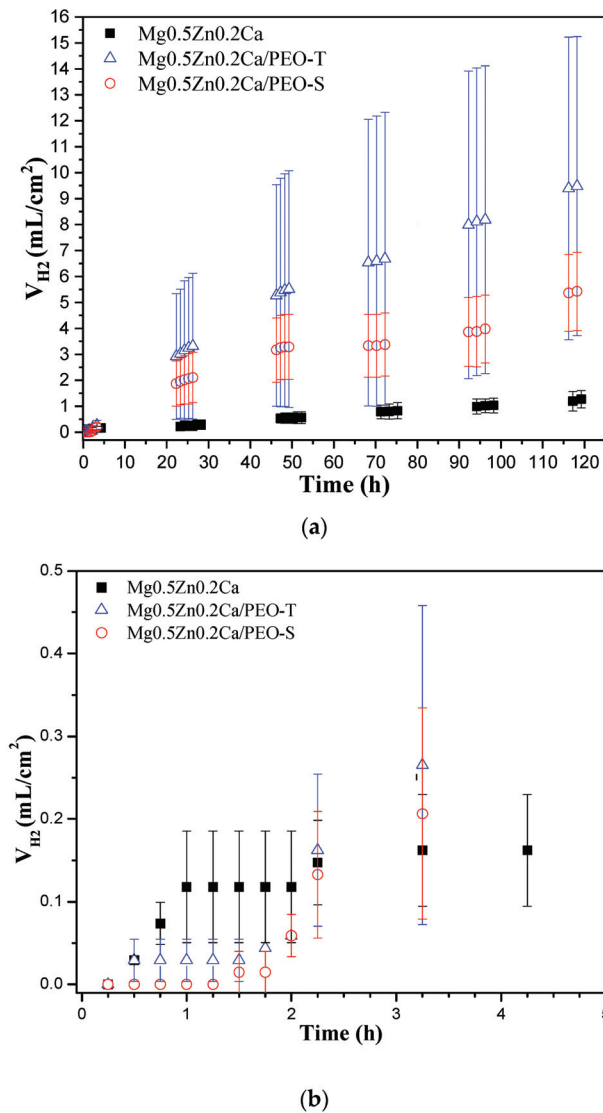 16
15
14
13
12
11
10
9
8
7
6
5
4
3
2
1
0
V_H2 (mL/cm²)
Mg0.5Zn0.2Ca
Mg0.5Zn0.2Ca/PEO-T
Mg0.5Zn0.2Ca/PEO-S
0 10 20 30 40 50 60 70 80 90 100 110 120
Time (h)
(a)
0.5
0.4
0.3
0.2
0.1
0.0
V_H2 (mL/cm²)
Mg0.5Zn0.2Ca
Mg0.5Zn0.2Ca/PEO-T
Mg0.5Zn0.2Ca/PEO-S
0 1 2 3 4 5
Time (h)
(b)